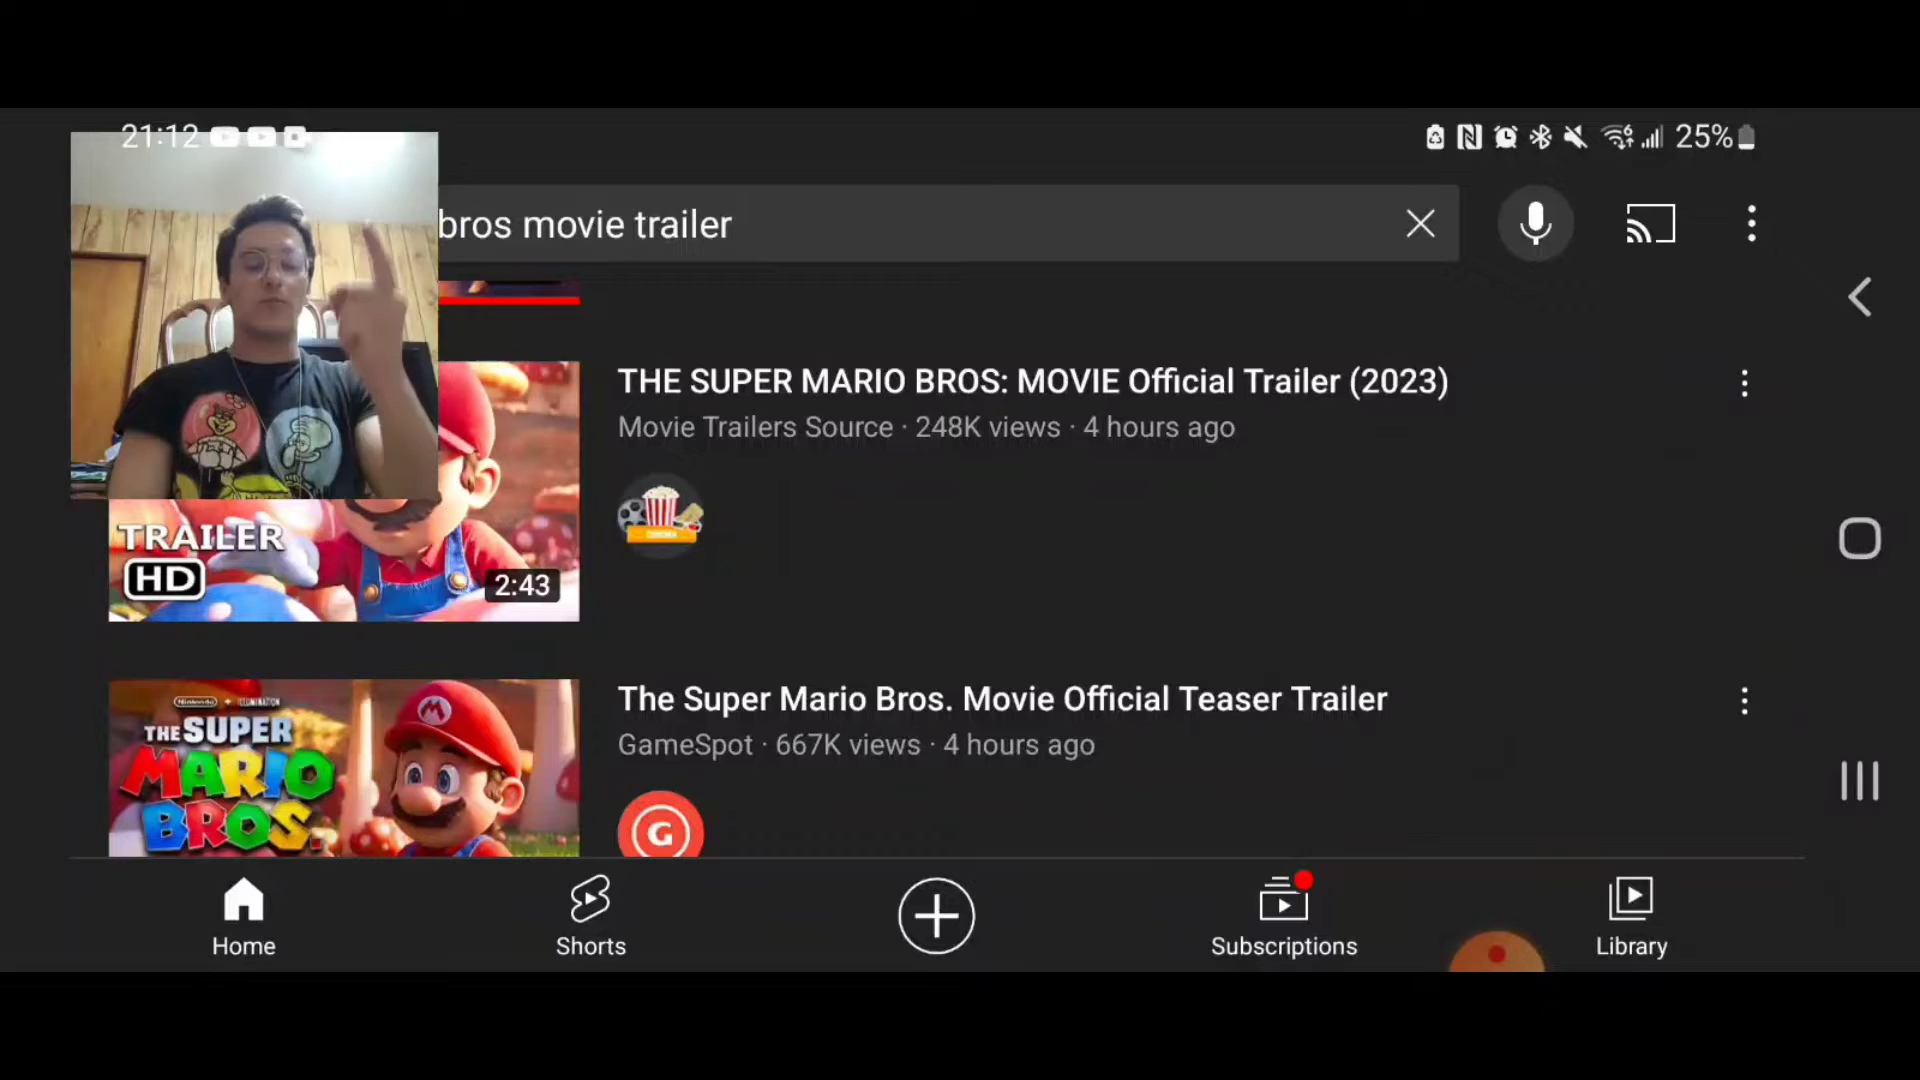 21:12
25%
bros movie trailer
THE SUPER MARIO BROS: MOVIE Official Trailer (2023)
Movie Trailers Source · 248K views · 4 hours ago
TRAILER
HD
2:43
Nintendo + ILLUMINATION
THE SUPER
MARIO
BROS.
The Super Mario Bros. Movie Official Teaser Trailer
GameSpot · 667K views · 4 hours ago
G
Home
Shorts
Subscriptions
Library